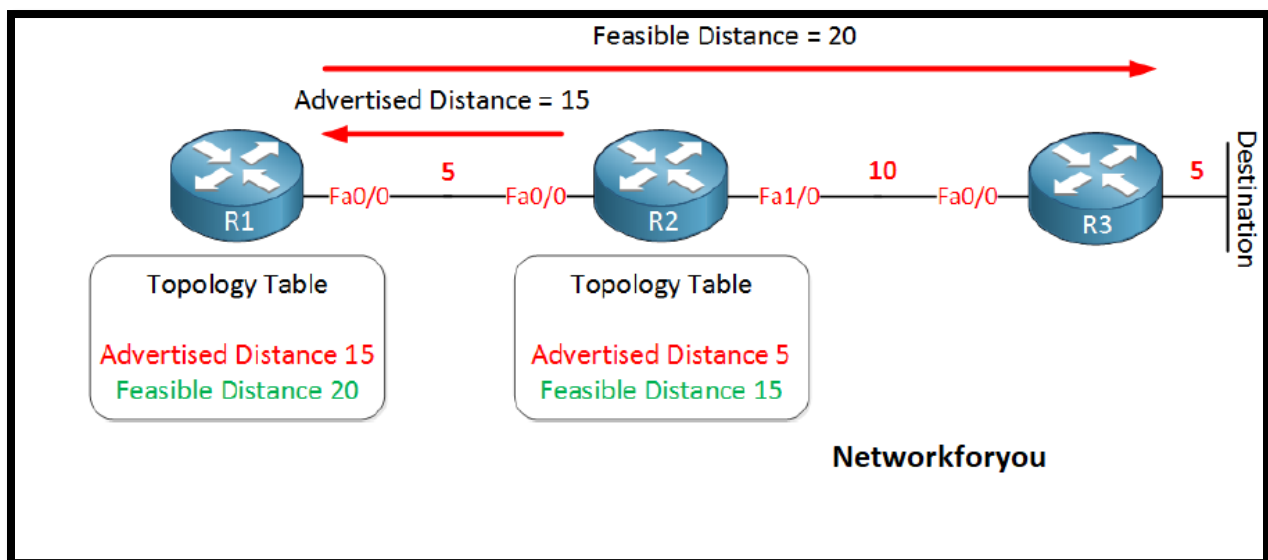 Feasible Distance = 20
Advertised Distance = 15
Destination
5
10
5
Fa0/0
Fa0/0
Fa1/0
Fa0/0
R1
R2
R3
Topology Table
Advertised Distance 15
Feasible Distance 20
Topology Table
Advertised Distance 5
Feasible Distance 15
Networkforyou